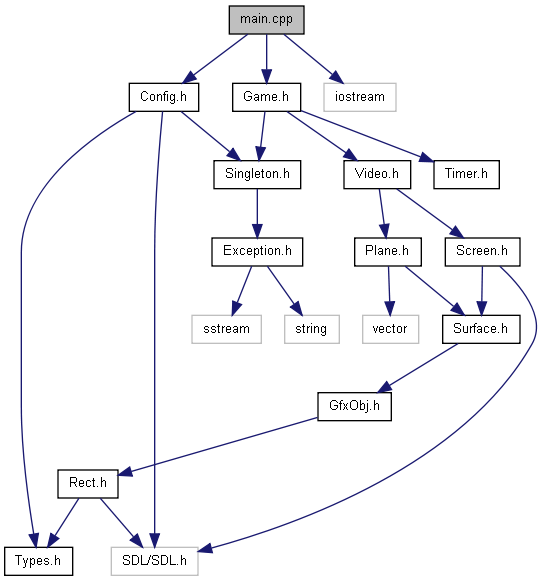 main.cpp
Config.h
Game.h
iostream
Singleton.h
Video.h
Timer.h
Exception.h
Plane.h
Screen.h
sstream
string
vector
Surface.h
GfxObj.h
Rect.h
Types.h
SDL/SDL.h